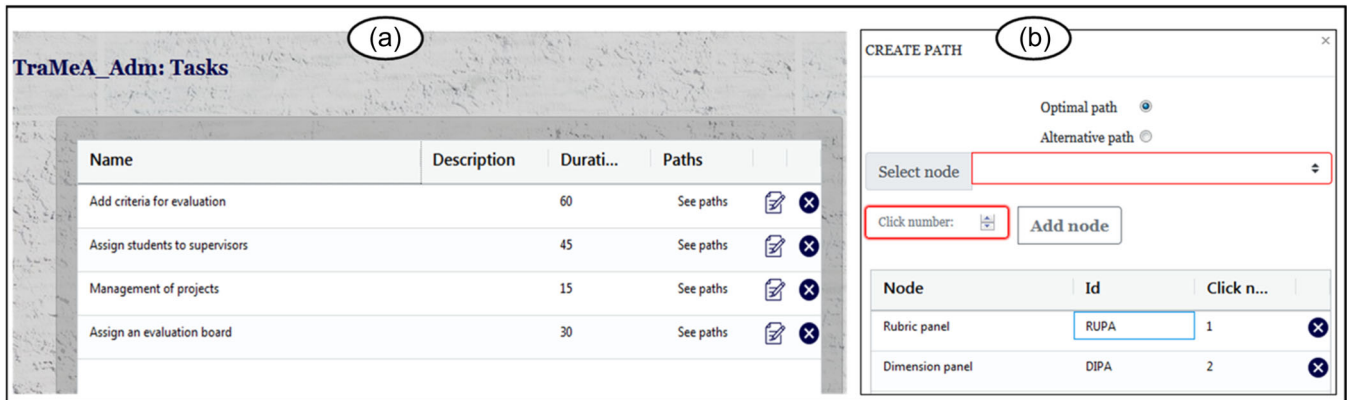 (a)
TraMeA_Adm: Tasks
Name Description Durati... Paths
Add criteria for evaluation 60 See paths
Assign students to supervisors 45 See paths
Management of projects 15 See paths
Assign an evaluation board 30 See paths
(b)
CREATE PATH ×
Optimal path
Alternative path
Select node
Click number: Add node
Node Id Click n...
Rubric panel RUPA 1
Dimension panel DIPA 2